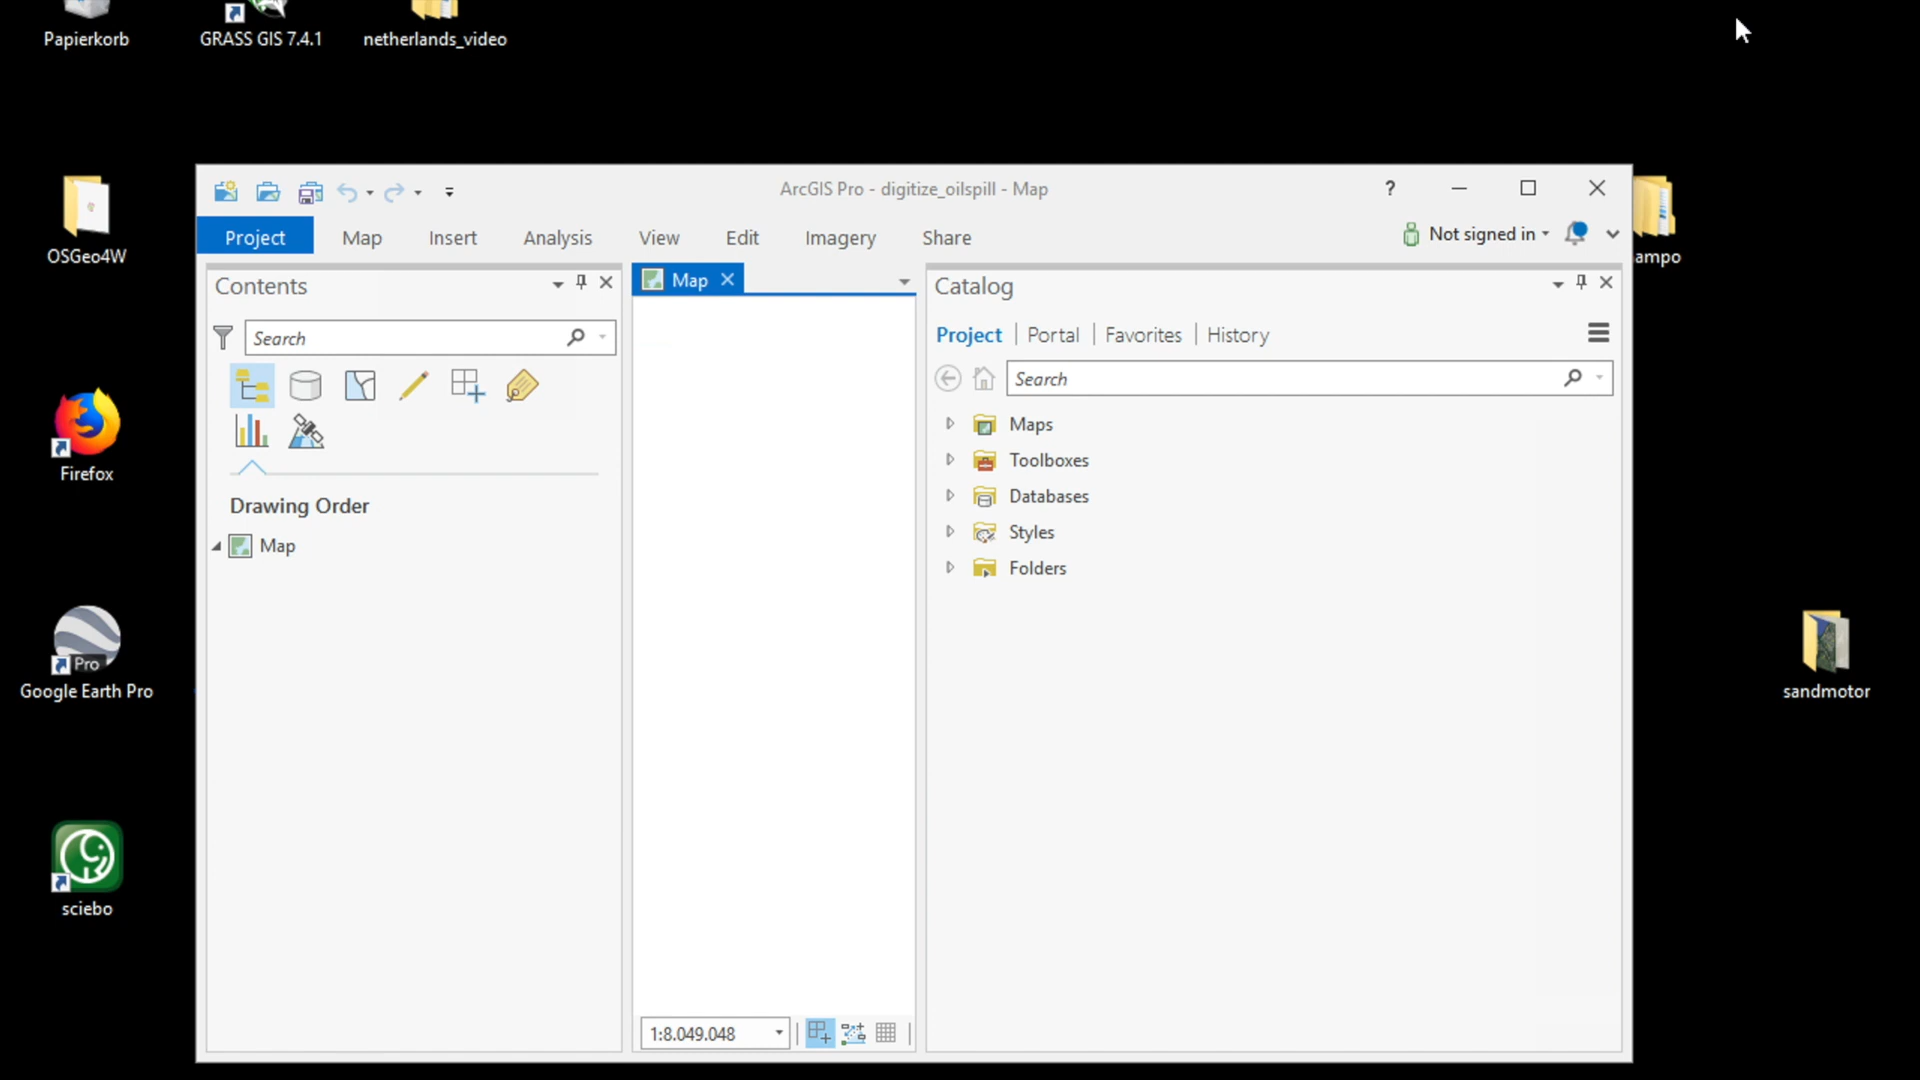 Papierkorb
GRASS GIS 7.4.1
netherlands_video
OSGeo4W
Firefox
Pro
Google Earth Pro
sciebo
ampo
sandmotor
ArcGIS Pro - digitize_oilspill - Map
?
Project
Map
Insert
Analysis
View
Edit
Imagery
Share
Not signed in
Contents
Search
Drawing Order
Map
Map
1:8.049.048
Catalog
Project
Portal
Favorites
History
Search
Maps
Toolboxes
Databases
Styles
Folders